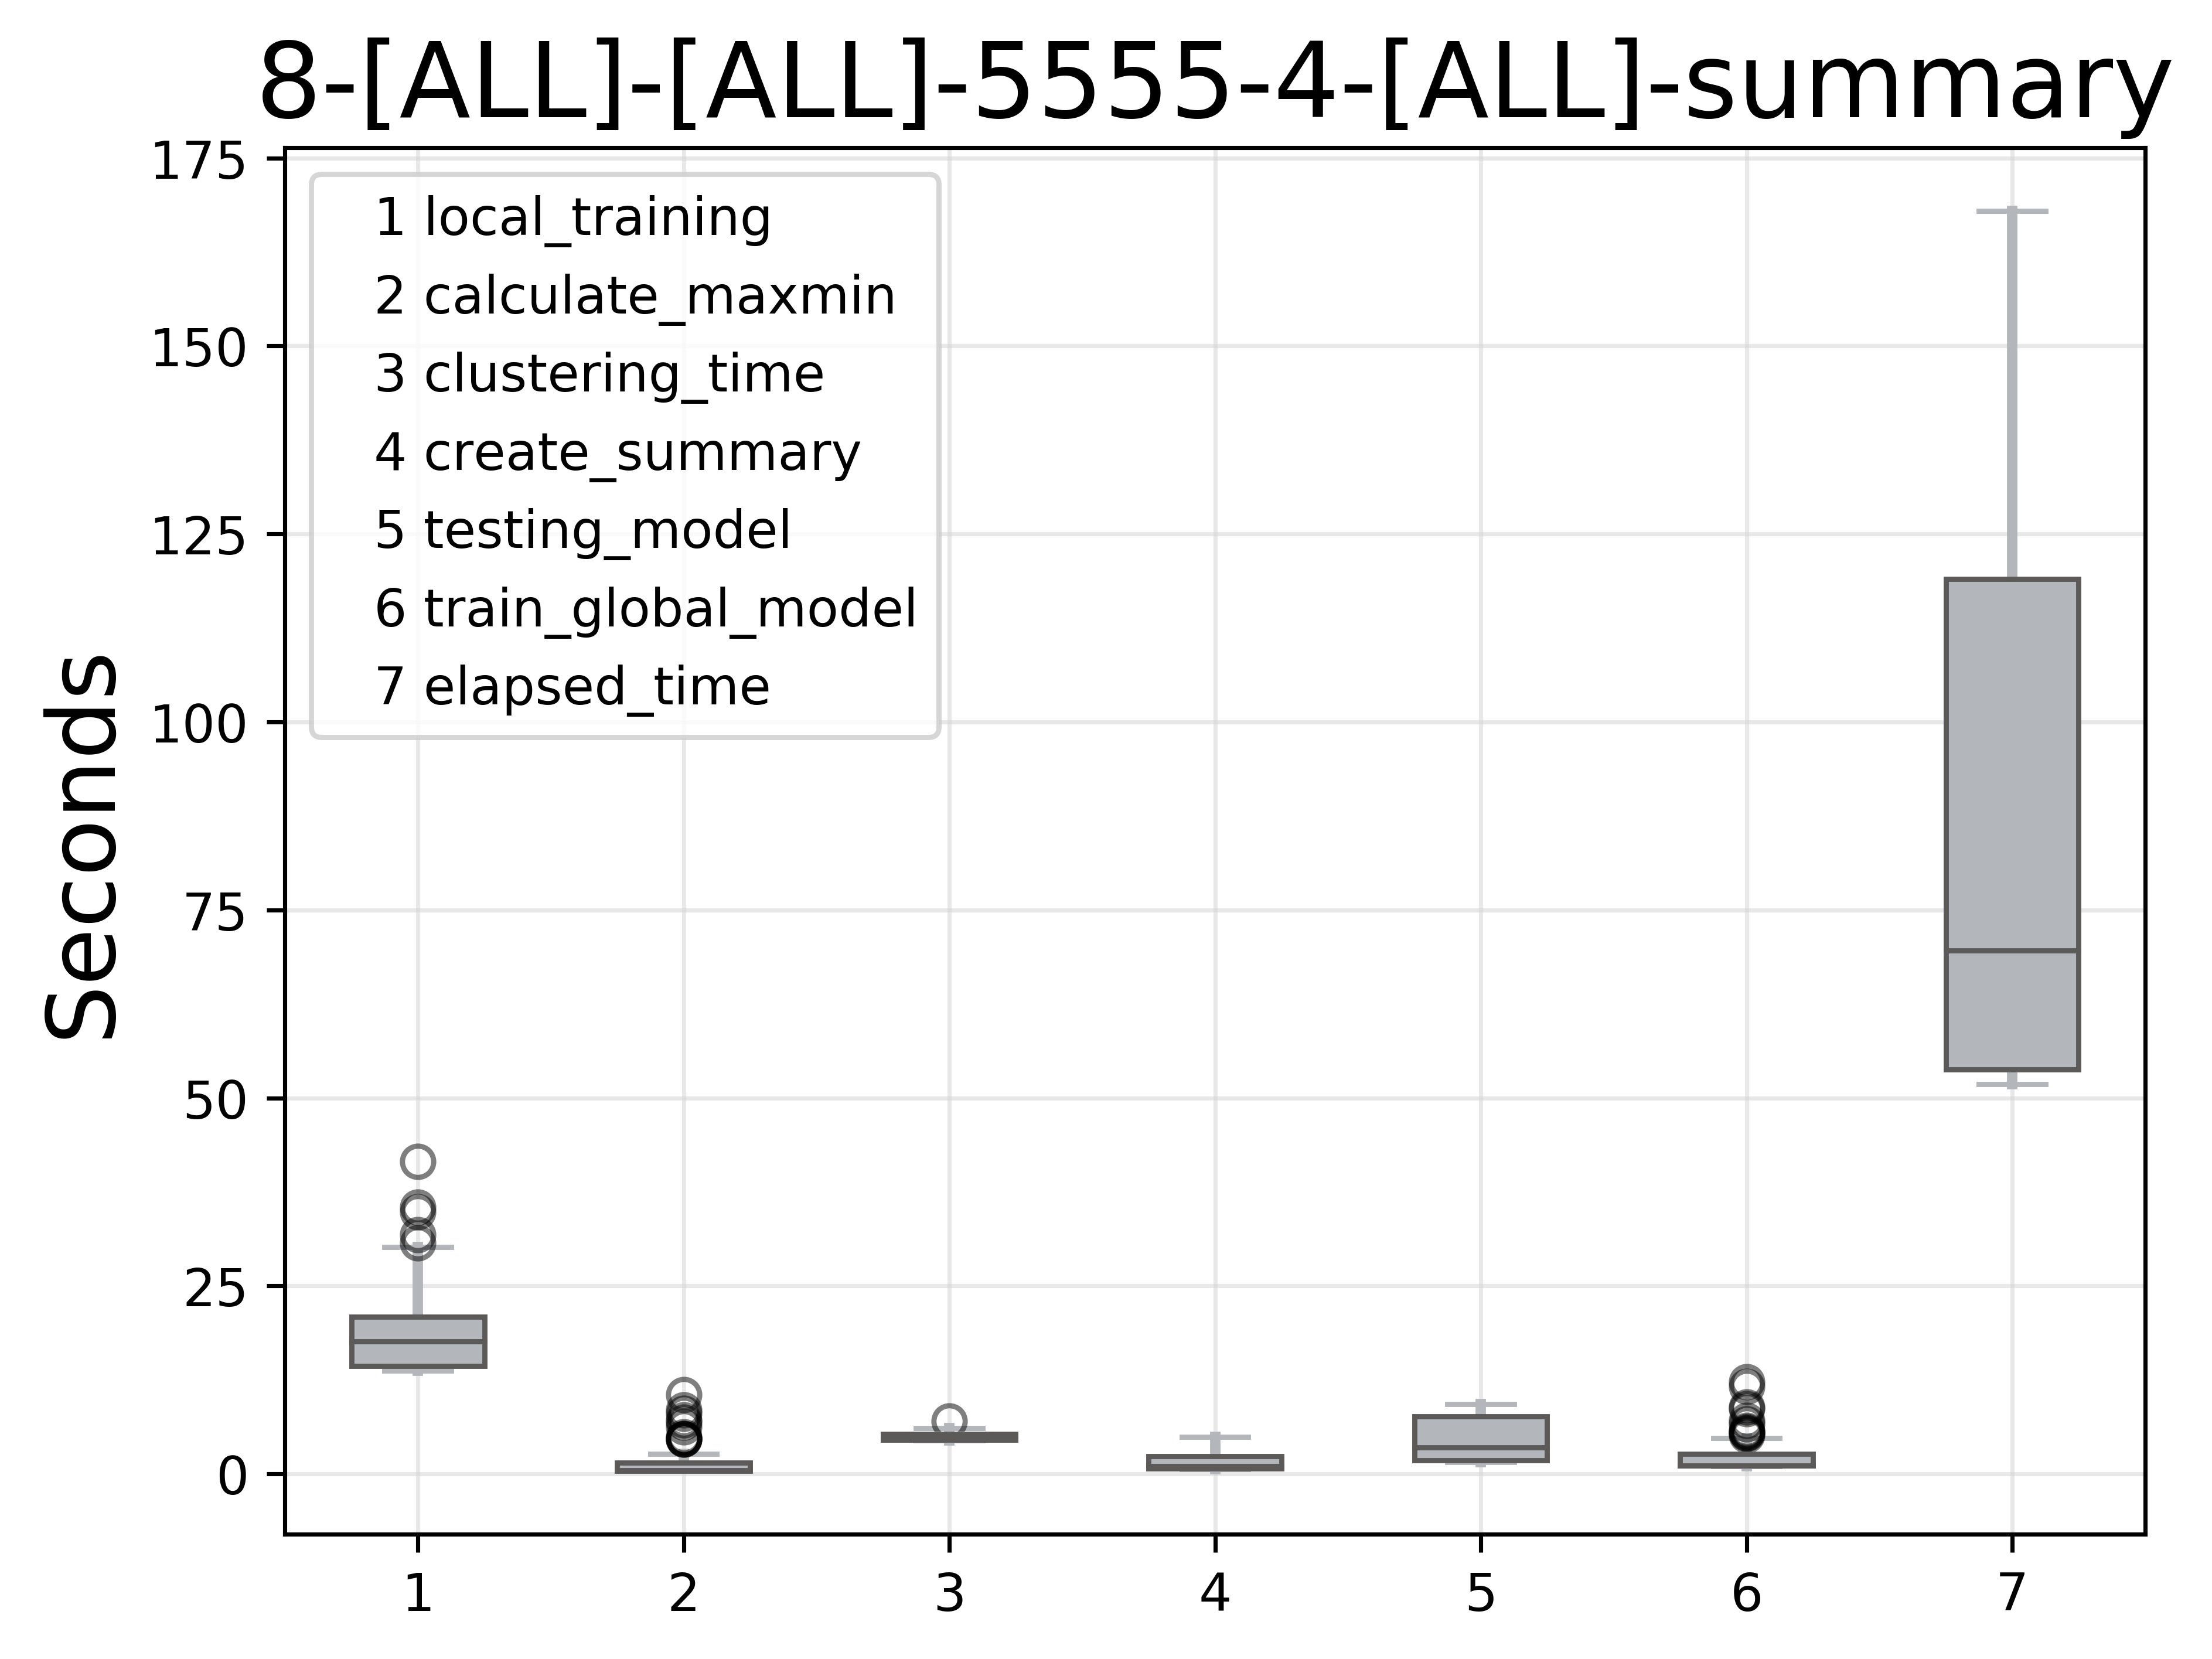 8-[ALL]-[ALL]-5555-4-[ALL]-summary
175
150
125
100
75
50
25
0
Seconds
1 local_training
2 calculate_maxmin
3 clustering_time
4 create_summary
5 testing_model
6 train_global_model
7 elapsed_time
1 2 3 4 5 6 7